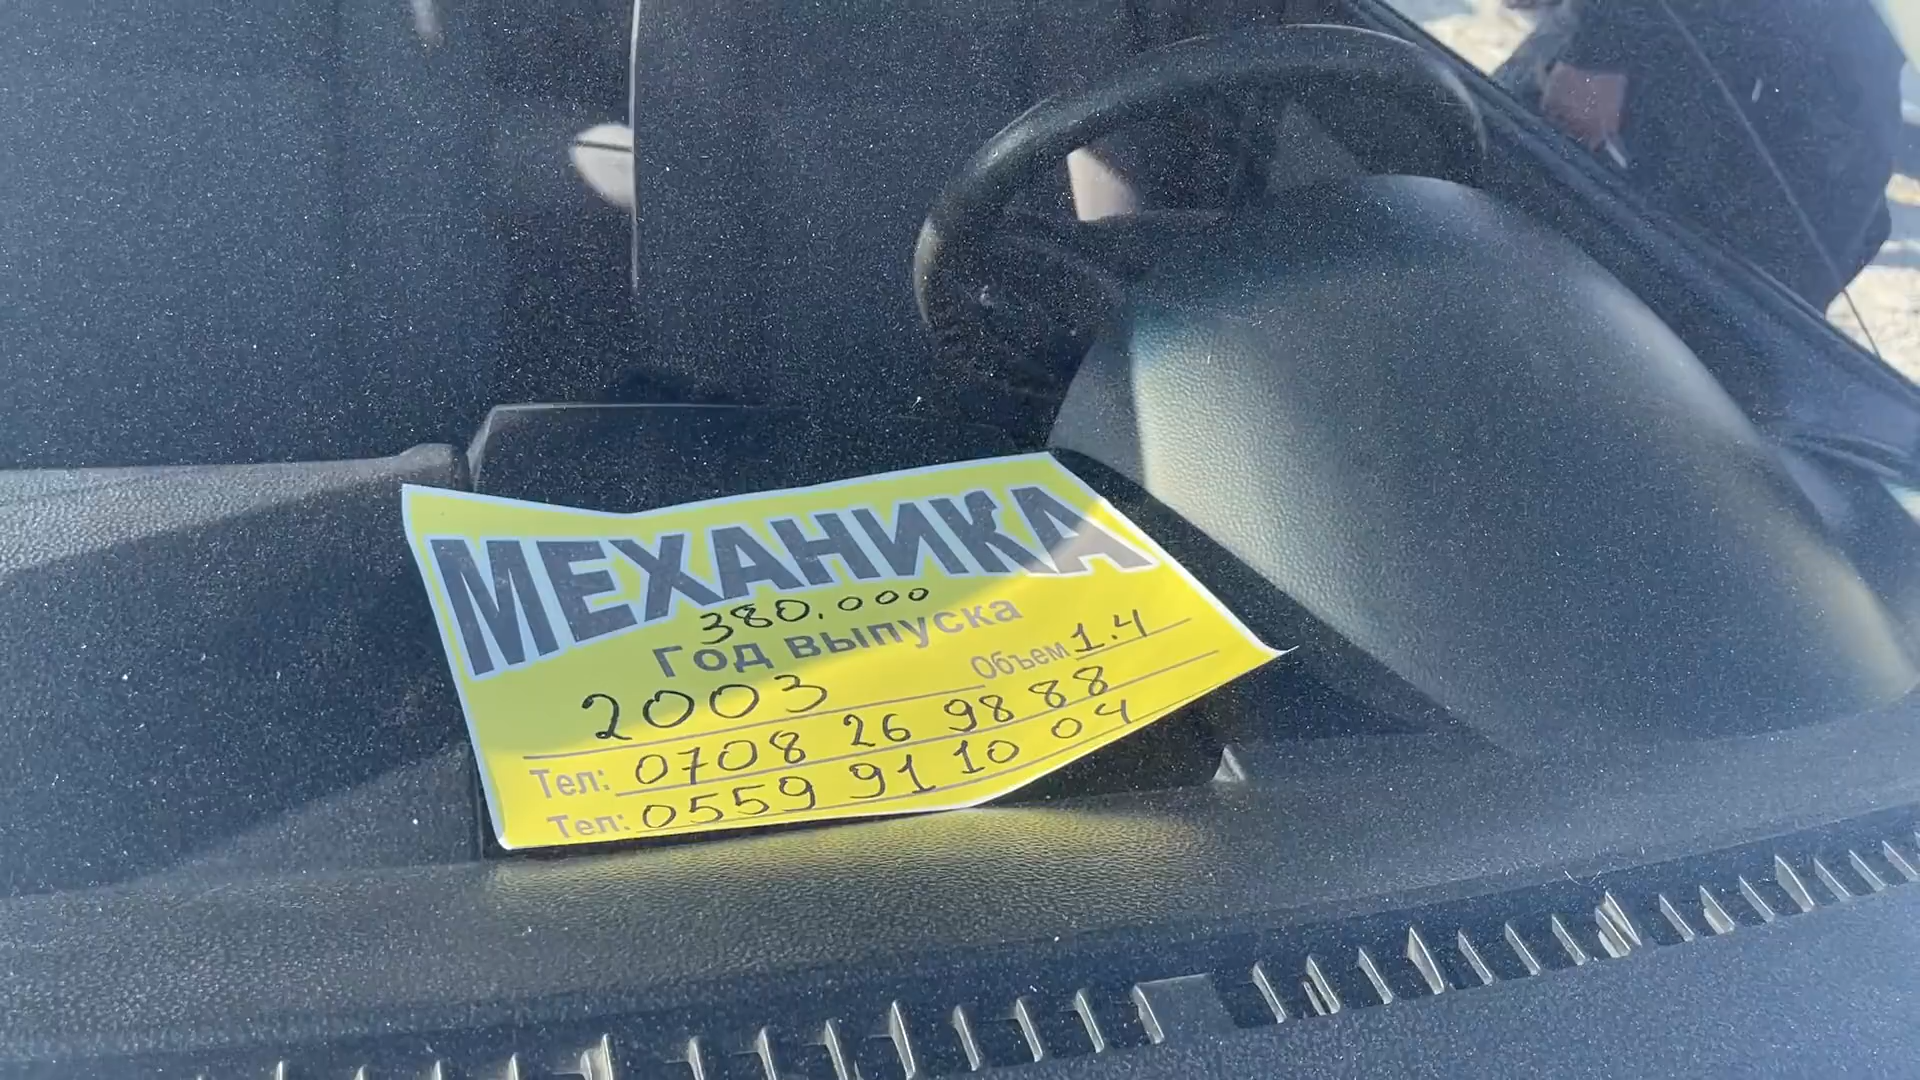 МЕХАНИКА
380.000
Год выпуска
2003 Объем 1.4
Тел: 0708 26 98 88
Тел: 0559 91 10 04